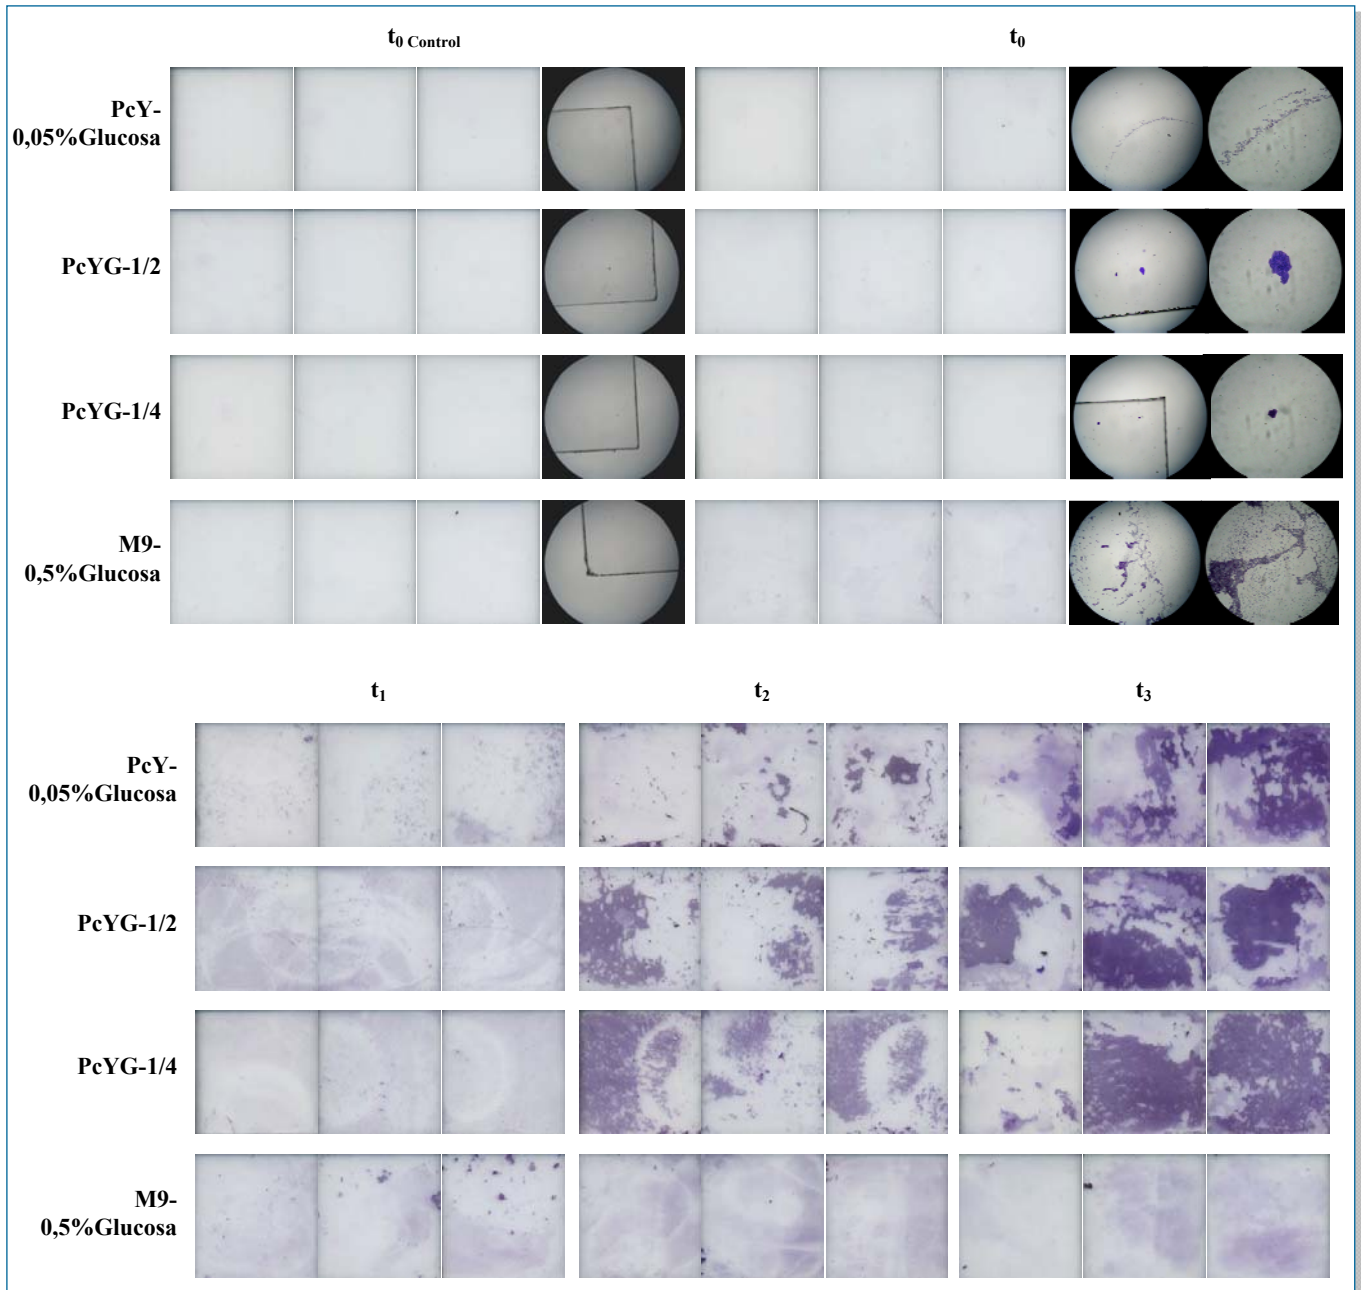 t0 Control
t0
PcY-
0,05%Glucosa
PcYG-1/2
PcYG-1/4
M9-
0,5%Glucosa
t1
t2
t3
PcY-
0,05%Glucosa
PcYG-1/2
PcYG-1/4
M9-
0,5%Glucosa